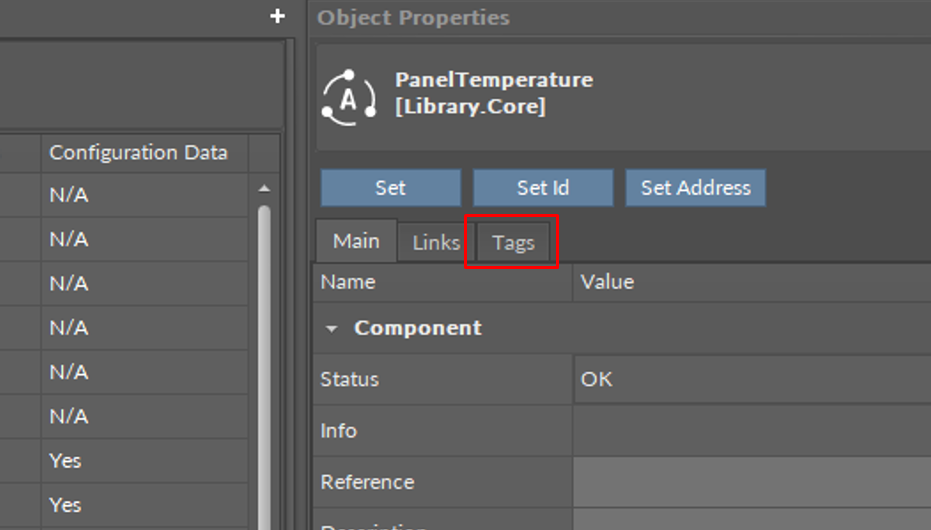 +
Object Properties
A
PanelTemperature
[Library.Core]
Set Set Id Set Address
Main Links Tags
Configuration Data
N/A
N/A
N/A
N/A
N/A
N/A
Yes
Yes
Name Value
Component
Status OK
Info
Reference
Description